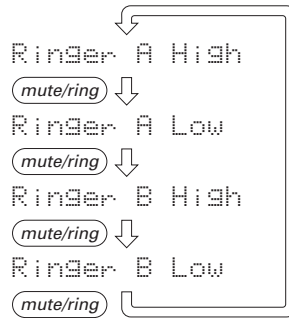 Ringer A High
mute/ring
Ringer A Low
mute/ring
Ringer B High
mute/ring
Ringer B Low
mute/ring